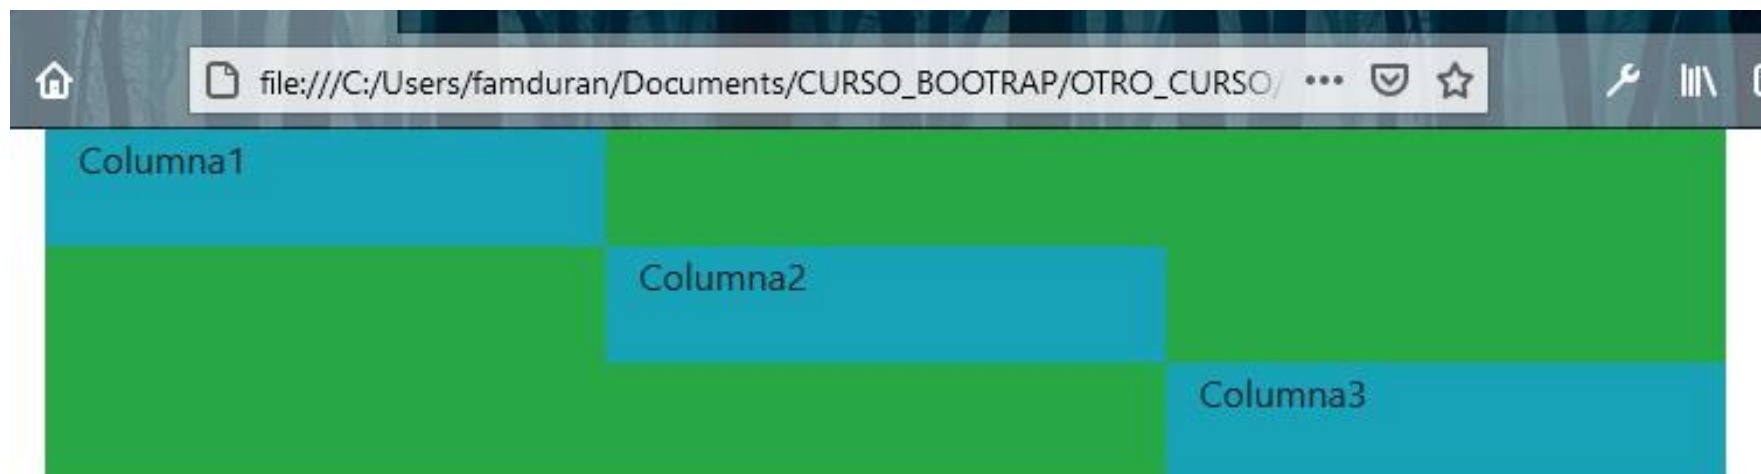 file:///C:/Users/famduran/Documents/CURSO_BOOTRAP/OTRO_CURSO/
Columna1
Columna2
Columna3